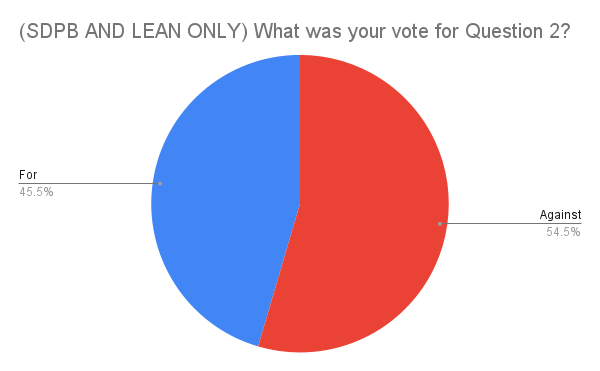 (SDPB AND LEAN ONLY) What was your vote for Question 2?
For
45.5%
Against
54.5%